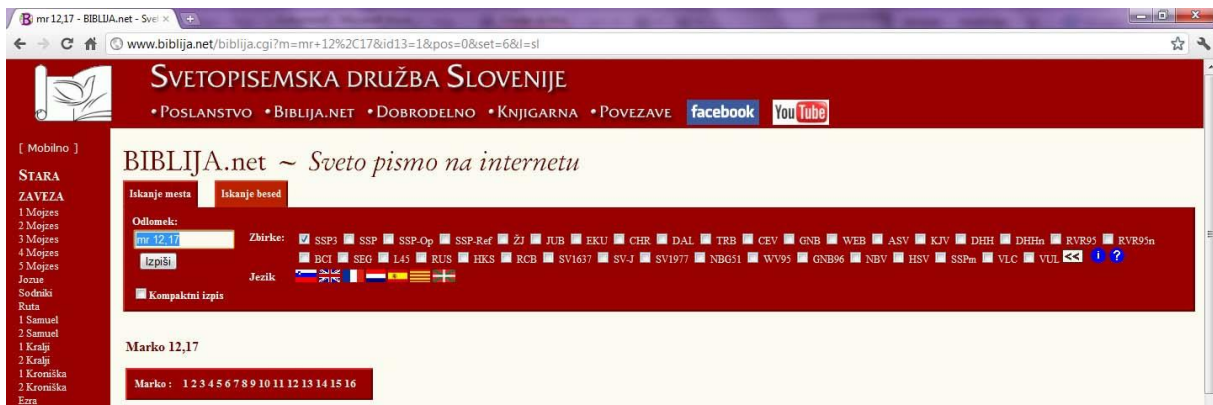 mr 12,17 - BIBLIJA.net - Sve
www.biblija.net/biblija.cgi?m=mr+12%2C17&id13=1&pos=0&set=6&l=sl
SVETOPISEMSKA DRUŽBA SLOVENIJE
•POSLANSTVO •BIBLIJA.NET •DOBRODELNO •KNJIGARNA •POVEZAVE facebook YouTube
[ Mobilno ]
STARA
ZAVEZA
1 Mojzes
2 Mojzes
3 Mojzes
4 Mojzes
5 Mojzes
Jozue
Sodniki
Ruta
1 Samuel
2 Samuel
1 Kralji
2 Kralji
1 Kroniška
2 Kroniška
Ezra
BIBLIJA.net ~ Sveto pismo na internetu
Iskanje mesta Iskanje besed
Odlomek:
mr 12,17
Izpiši
Kompaktni izpis
Zbirke: SSP3 SSP SSP-Op SSP-Ref ŽJ JUB EKU CHR DAL TRB CEV GNB WEB ASV KJV DHH DHHn RVR95 RVR95n
BCI SEG L45 RUS HKS RCB SV1637 SV-J SV1977 NBG51 WV95 GNB96 NBV HSV SSPm VLC VUL << i ?
Jezik
Marko 12,17
Marko : 1 2 3 4 5 6 7 8 9 10 11 12 13 14 15 16